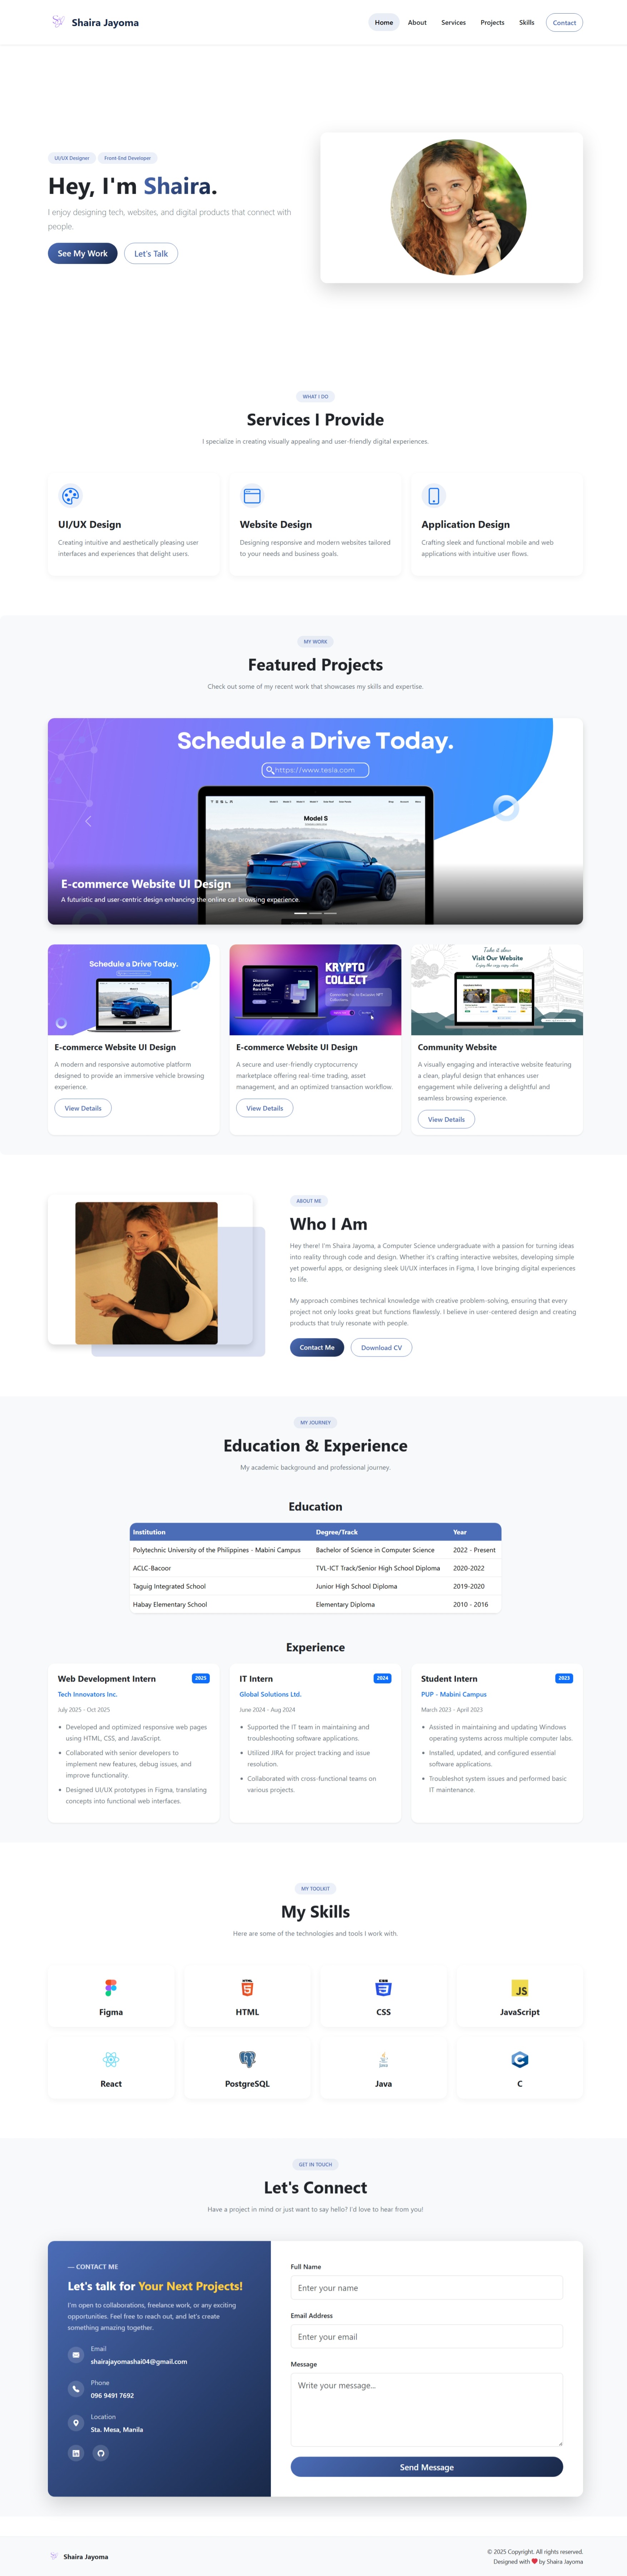 Shaira Jayoma
Home About Services Projects Skills Contact
UI/UX Designer Front-End Developer
Hey, I'm Shaira.
I enjoy designing tech, websites, and digital products that connect with
people.
See My Work Let's Talk
WHAT I DO
Services I Provide
I specialize in creating visually appealing and user-friendly digital experiences.
UI/UX Design
Creating intuitive and aesthetically pleasing user
interfaces and experiences that delight users.
Website Design
Designing responsive and modern websites tailored
to your needs and business goals.
Application Design
Crafting sleek and functional mobile and web
applications with intuitive user flows.
MY WORK
Featured Projects
Check out some of my recent work that showcases my skills and expertise.
Schedule a Drive Today.
https://www.tesla.com
TESLA
Model S
E-commerce Website UI Design
A futuristic and user-centric design enhancing the online car browsing experience.
Schedule a Drive Today.
E-commerce Website UI Design
A modern and responsive automotive platform
designed to provide an immersive vehicle browsing
experience.
View Details
Discover
And Collect
Rare NFTs
KRYPTO
COLLECT
E-commerce Website UI Design
A secure and user-friendly cryptocurrency
marketplace offering real-time trading, asset
management, and an optimized transaction workflow.
View Details
Take it slow
Visit Our Website
Community Website
A visually engaging and interactive website featuring
a clean, playful design that enhances user
engagement while delivering a delightful and
seamless browsing experience.
View Details
ABOUT ME
Who I Am
Hey there! I'm Shaira Jayoma, a Computer Science undergraduate with a passion for turning ideas
into reality through code and design. Whether it's crafting interactive websites, developing simple
yet powerful apps, or designing sleek UI/UX interfaces in Figma, I love bringing digital experiences
to life.
My approach combines technical knowledge with creative problem-solving, ensuring that every
project not only looks great but functions flawlessly. I believe in user-centered design and creating
products that truly resonate with people.
Contact Me Download CV
MY JOURNEY
Education & Experience
My academic background and professional journey.
Education
Institution Degree/Track Year
Polytechnic University of the Philippines - Mabini Campus Bachelor of Science in Computer Science 2022 - Present
ACLC-Bacoor TVL-ICT Track/Senior High School Diploma 2020-2022
Taguig Integrated School Junior High School Diploma 2019-2020
Habay Elementary School Elementary Diploma 2010 - 2016
Experience
Web Development Intern 2025
Tech Innovators Inc.
July 2025 - Oct 2025
• Developed and optimized responsive web pages
using HTML, CSS, and JavaScript.
• Collaborated with senior developers to
implement new features, debug issues, and
improve functionality.
• Designed UI/UX prototypes in Figma, translating
concepts into functional web interfaces.
IT Intern 2024
Global Solutions Ltd.
June 2024 - Aug 2024
• Supported the IT team in maintaining and
troubleshooting software applications.
• Utilized JIRA for project tracking and issue
resolution.
• Collaborated with cross-functional teams on
various projects.
Student Intern 2023
PUP - Mabini Campus
March 2023 - April 2023
• Assisted in maintaining and updating Windows
operating systems across multiple computer labs.
• Installed, updated, and configured essential
software applications.
• Troubleshot system issues and performed basic
IT maintenance.
MY TOOLKIT
My Skills
Here are some of the technologies and tools I work with.
Figma
HTML
CSS
JS
JavaScript
React
PostgreSQL
Java
C
GET IN TOUCH
Let's Connect
Have a project in mind or just want to say hello? I'd love to hear from you!
— CONTACT ME
Let's talk for Your Next Projects!
I'm open to collaborations, freelance work, or any exciting
opportunities. Feel free to reach out, and let's create
something amazing together.
Email
shairajayomashai04@gmail.com
Phone
096 9491 7692
Location
Sta. Mesa, Manila
Full Name
Enter your name
Email Address
Enter your email
Message
Write your message...
Send Message
Shaira Jayoma
© 2025 Copyright. All rights reserved.
Designed with ❤ by Shaira Jayoma